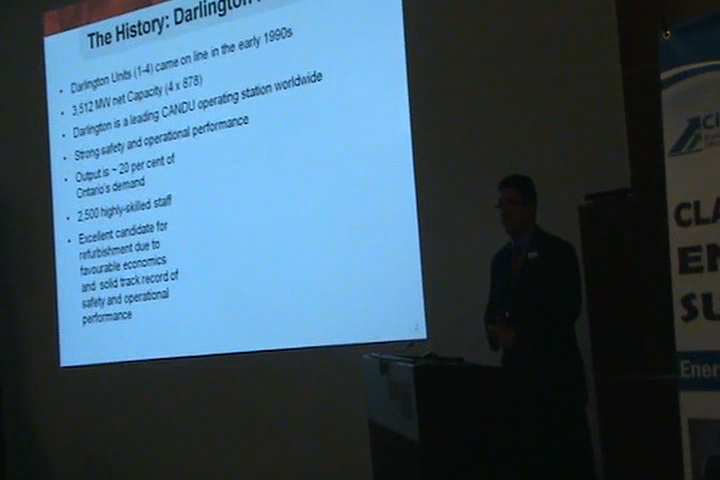 The History: Darlington
Darlington Units (1-4) came on line in the early 1990s
3,512 MW net Capacity (4 x 878)
Darlington is a leading CANDU operating station worldwide
Strong safety and operational performance
Output is ~ 20 per cent of
Ontario's demand
2,500 highly-skilled staff
Excellent candidate for
refurbishment due to
favourable economics
and solid track record of
safety and operational
performance
CLA
EN
SU
Ener